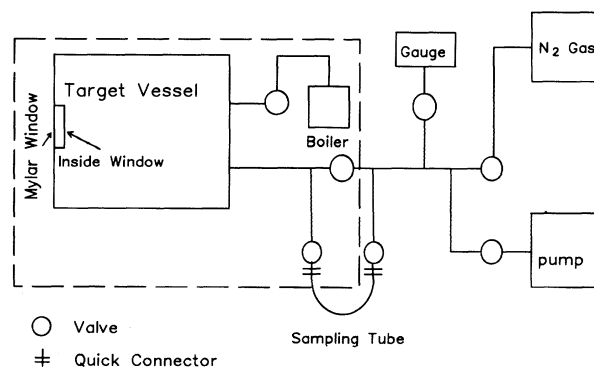 Target Vessel
Mylar Window
Inside Window
Boiler
Gauge
N2 Gas
pump
Sampling Tube
Valve
Quick Connector